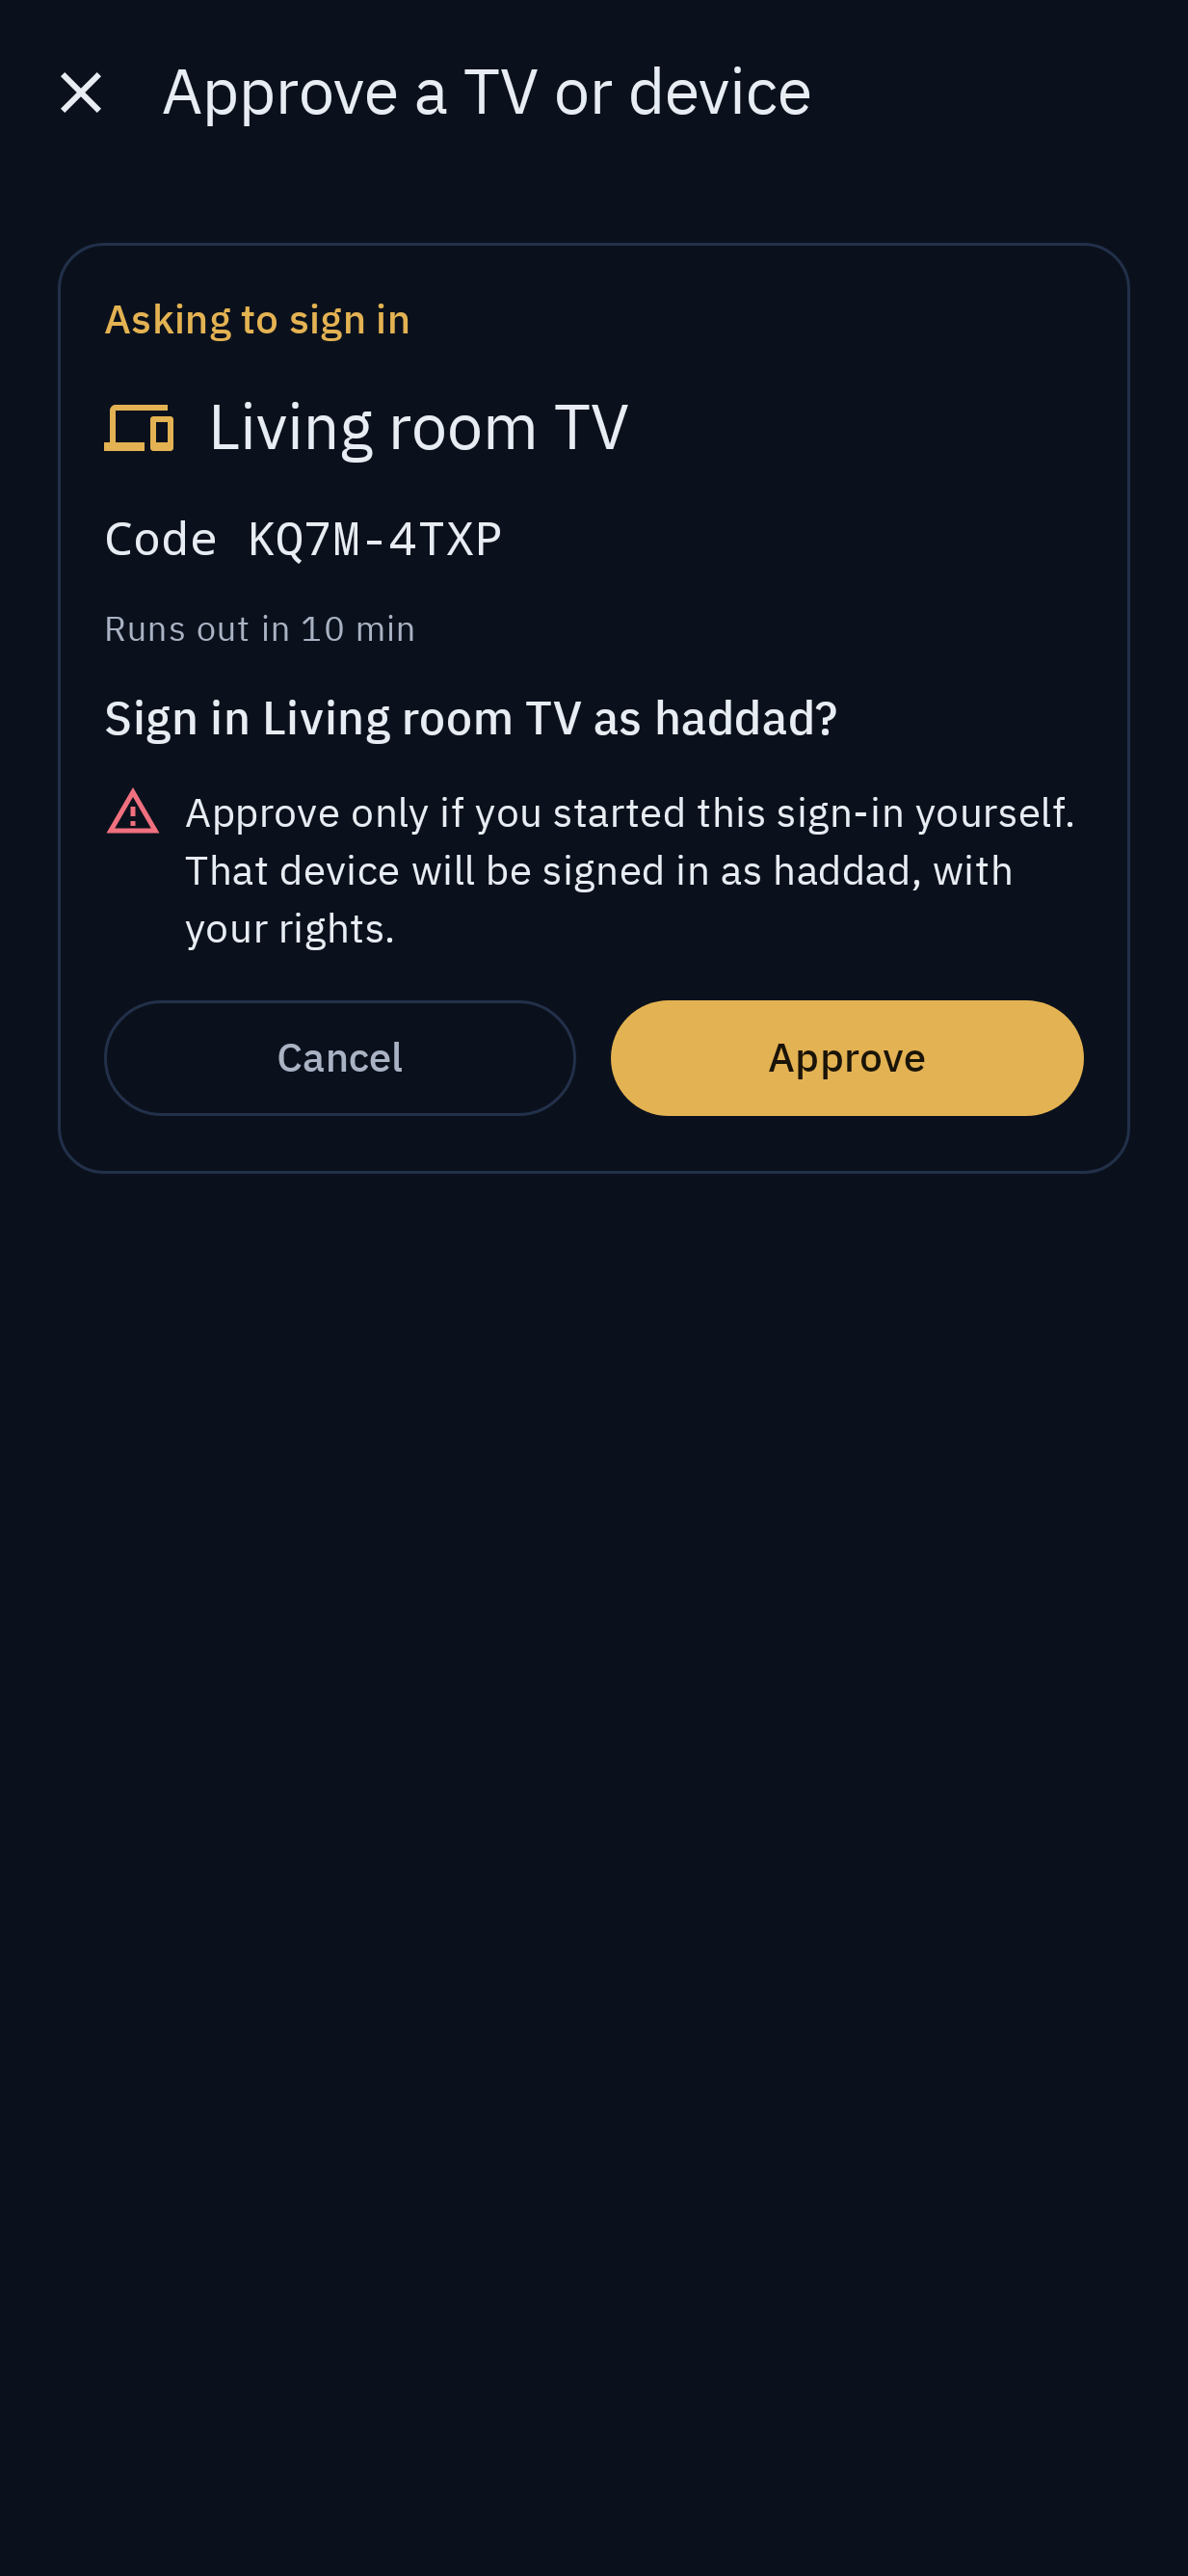 Approve a TV or device
Asking to sign in
Living room TV
Code KQ7M-4TXP
Runs out in 10 min
Sign in Living room TV as haddad?
Approve only if you started this sign-in yourself.
That device will be signed in as haddad, with
your rights.
Cancel
Approve